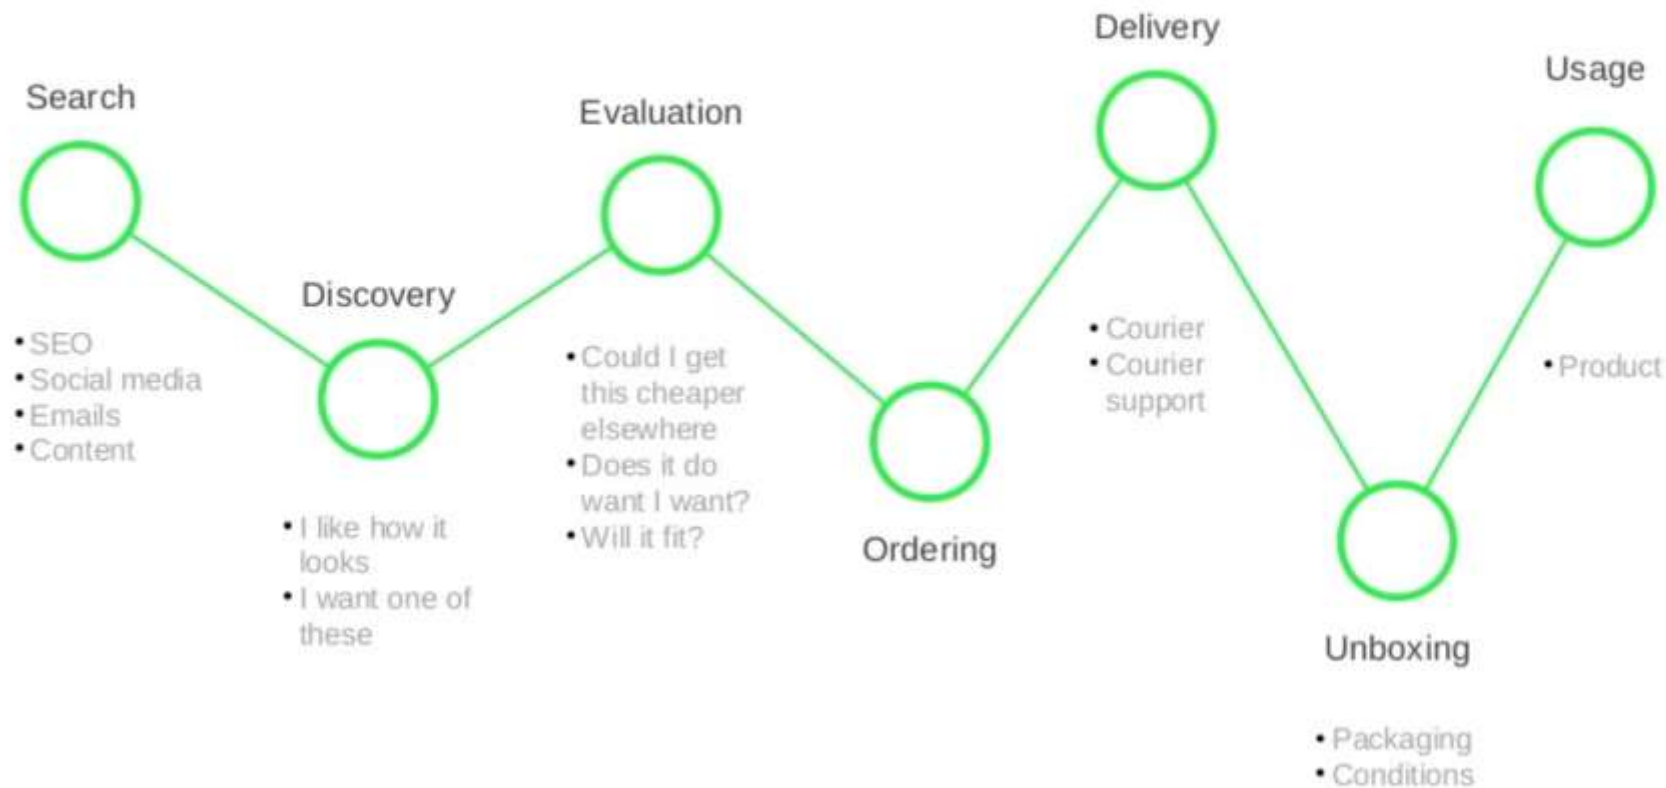 Search
• SEO
• Social media
• Emails
• Content
Discovery
• I like how it
looks
• I want one of
these
Evaluation
• Could I get
this cheaper
elsewhere
• Does it do
want I want?
• Will it fit?
Ordering
Delivery
• Courier
• Courier
support
Unboxing
• Packaging
• Conditions
Usage
• Product